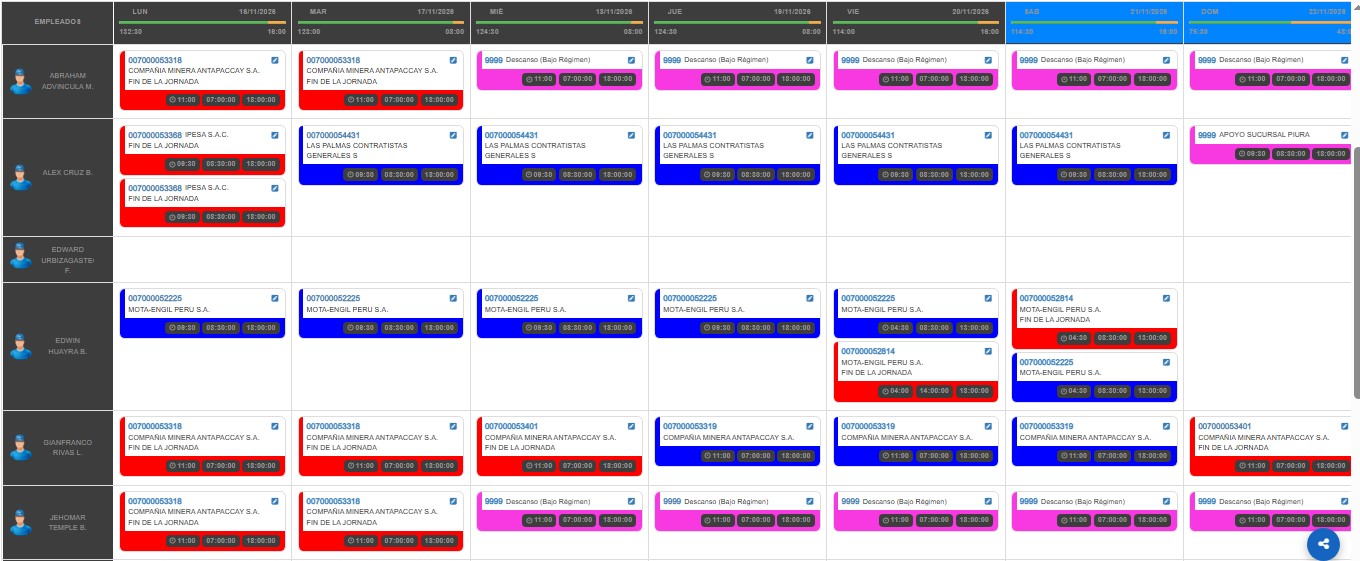 EMPLEADOS
LUN 16/11/2026
132:30 16:00
MAR 17/11/2026
123:00 08:00
MIÉ 18/11/2026
124:30 08:00
JUE 19/11/2026
124:30 08:00
VIE 20/11/2026
114:00 16:00
SAB 21/11/2026
114:30 16:00
DOM 22/11/2026
ABRAHAM
ADVINCULA M.
007000053318
COMPAÑIA MINERA ANTAPACCAY S.A.
FIN DE LA JORNADA
11:00 07:00:00 18:00:00
007000053318
COMPAÑIA MINERA ANTAPACCAY S.A.
FIN DE LA JORNADA
11:00 07:00:00 18:00:00
9999 Descanso (Bajo Régimen)
11:00 07:00:00 18:00:00
9999 Descanso (Bajo Régimen)
11:00 07:00:00 18:00:00
9999 Descanso (Bajo Régimen)
11:00 07:00:00 18:00:00
9999 Descanso (Bajo Régimen)
11:00 07:00:00 18:00:00
9999 Descanso (Bajo Régimen)
11:00 07:00:00 18:00:00
ALEX CRUZ B.
007000053368 IPESA S.A.C.
FIN DE LA JORNADA
09:30 08:30:00 18:00:00
007000053368 IPESA S.A.C.
FIN DE LA JORNADA
09:30 08:30:00 18:00:00
007000054431
LAS PALMAS CONTRATISTAS
GENERALES S
09:30 08:30:00 18:00:00
007000054431
LAS PALMAS CONTRATISTAS
GENERALES S
09:30 08:30:00 18:00:00
007000054431
LAS PALMAS CONTRATISTAS
GENERALES S
09:30 08:30:00 18:00:00
007000054431
LAS PALMAS CONTRATISTAS
GENERALES S
09:30 08:30:00 18:00:00
007000054431
LAS PALMAS CONTRATISTAS
GENERALES S
09:30 08:30:00 18:00:00
9999 APOYO SUCURSAL PIURA
09:30 08:30:00 18:00:00
EDWARD
URBIZAGASTE
F.
EDWIN
HUAYRA B.
007000052225
MOTA-ENGIL PERU S.A.
09:30 08:30:00 18:00:00
007000052225
MOTA-ENGIL PERU S.A.
09:30 08:30:00 18:00:00
007000052225
MOTA-ENGIL PERU S.A.
09:30 08:30:00 18:00:00
007000052225
MOTA-ENGIL PERU S.A.
09:30 08:30:00 18:00:00
007000052225
MOTA-ENGIL PERU S.A.
04:30 08:30:00 13:00:00
007000052814
MOTA-ENGIL PERU S.A.
FIN DE LA JORNADA
04:00 14:00:00 18:00:00
007000052814
MOTA-ENGIL PERU S.A.
FIN DE LA JORNADA
04:30 08:30:00 13:00:00
007000052225
MOTA-ENGIL PERU S.A.
04:30 08:30:00 13:00:00
GIANFRANCO
RIVAS L.
007000053318
COMPAÑIA MINERA ANTAPACCAY S.A.
FIN DE LA JORNADA
11:00 07:00:00 18:00:00
007000053318
COMPAÑIA MINERA ANTAPACCAY S.A.
FIN DE LA JORNADA
11:00 07:00:00 18:00:00
007000053401
COMPAÑIA MINERA ANTAPACCAY S.A.
FIN DE LA JORNADA
11:00 07:00:00 18:00:00
007000053319
COMPAÑIA MINERA ANTAPACCAY S.A.
11:00 07:00:00 18:00:00
007000053319
COMPAÑIA MINERA ANTAPACCAY S.A.
11:00 07:00:00 18:00:00
007000053319
COMPAÑIA MINERA ANTAPACCAY S.A.
11:00 07:00:00 18:00:00
007000053401
COMPAÑIA MINERA ANTAPACCAY S.A.
FIN DE LA JORNADA
11:00 07:00:00 18:00:00
JEHOMAR
TEMPLE B.
007000053318
COMPAÑIA MINERA ANTAPACCAY S.A.
FIN DE LA JORNADA
11:00 07:00:00 18:00:00
007000053318
COMPAÑIA MINERA ANTAPACCAY S.A.
FIN DE LA JORNADA
11:00 07:00:00 18:00:00
9999 Descanso (Bajo Régimen)
11:00 07:00:00 18:00:00
9999 Descanso (Bajo Régimen)
11:00 07:00:00 18:00:00
9999 Descanso (Bajo Régimen)
11:00 07:00:00 18:00:00
9999 Descanso (Bajo Régimen)
11:00 07:00:00 18:00:00
9999 Descanso (Bajo Régimen)
11:00 07:00:00 18:00:00